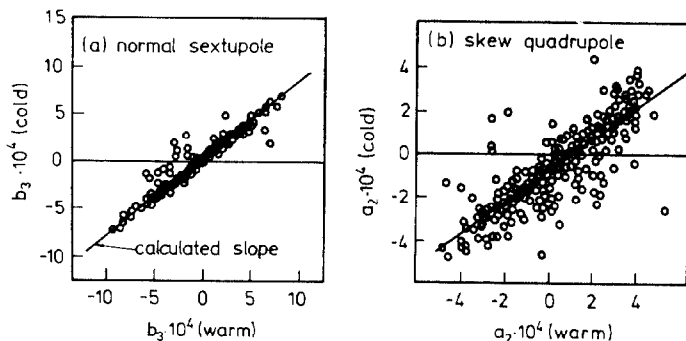 15
10
5
0
-5
-10
b₃·10⁴ (cold)
(a) normal sextupole
calculated slope
-10 -5 0 5 10
b₃·10⁴ (warm)
4
2
0
-2
-4
a₂·10⁴ (cold)
(b) skew quadrupole
-4 -2 0 2 4
a₂·10⁴ (warm)